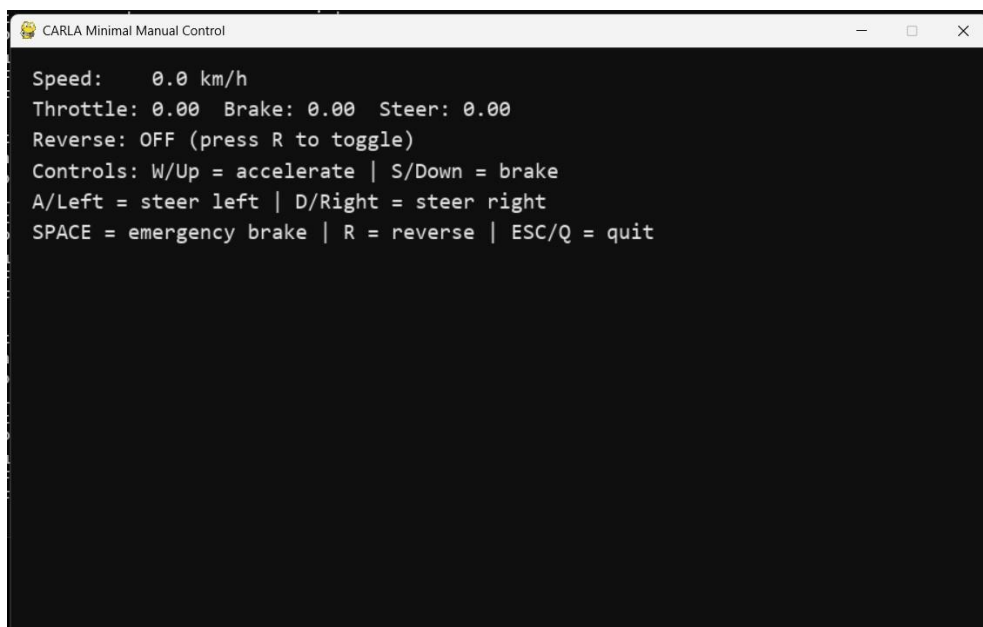 CARLA Minimal Manual Control
Speed:    0.0 km/h
Throttle: 0.00  Brake: 0.00  Steer: 0.00
Reverse: OFF (press R to toggle)
Controls: W/Up = accelerate | S/Down = brake
A/Left = steer left | D/Right = steer right
SPACE = emergency brake | R = reverse | ESC/Q = quit